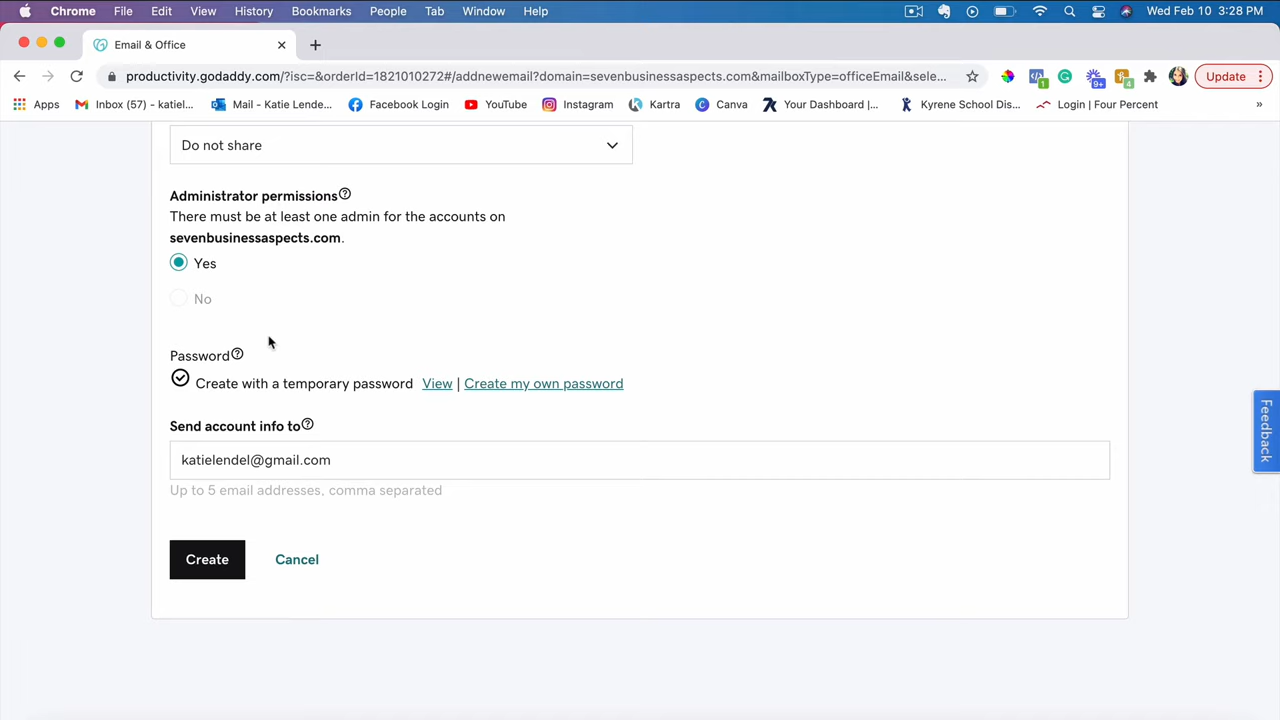 Chrome File Edit View History Bookmarks People Tab Window Help Wed Feb 10 3:28 PM
Email & Office
productivity.godaddy.com/?isc=&orderId=1821010272#/addnewemail?domain=sevenbusinessaspects.com&mailboxType=officeEmail&sele... Update
Apps Inbox (57) - katiel... Mail - Katie Lende... Facebook Login YouTube Instagram Kartra Canva Your Dashboard |... Kyrene School Dis... Login | Four Percent »
Do not share
Administrator permissions
There must be at least one admin for the accounts on
sevenbusinessaspects.com.
Yes
No
Password
Create with a temporary password View | Create my own password
Send account info to
katielendel@gmail.com
Up to 5 email addresses, comma separated
Create Cancel
Feedback